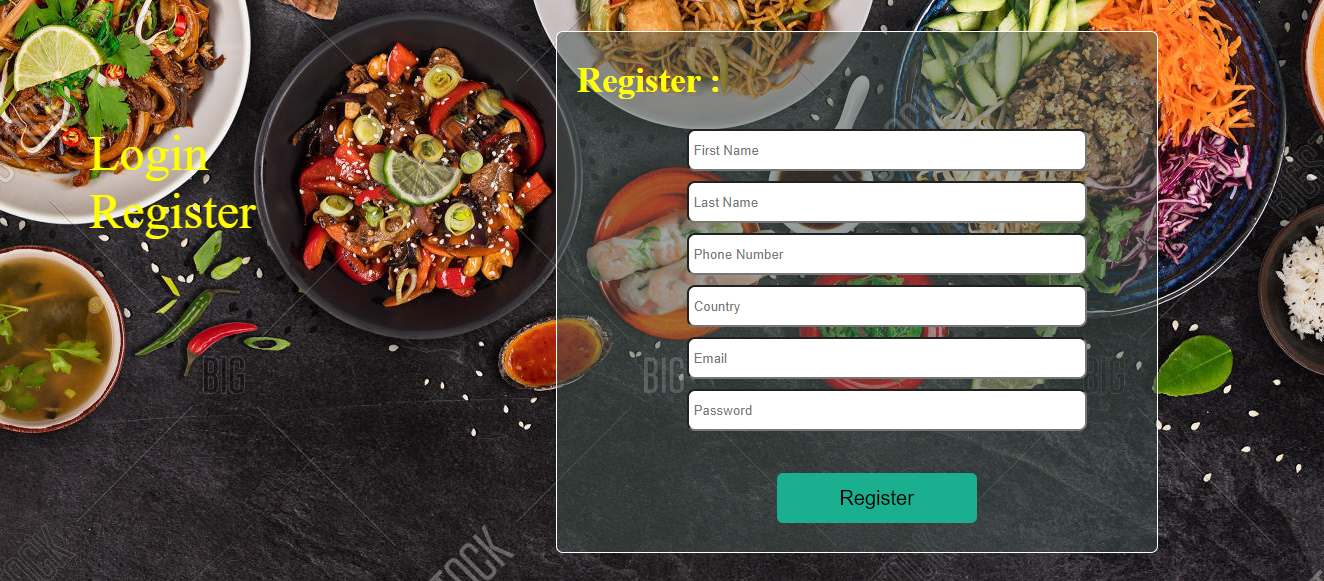 Login
Register
Register :
First Name
Last Name
Phone Number
Country
Email
Password
Register
BIG
BIG
BIG
STOCK